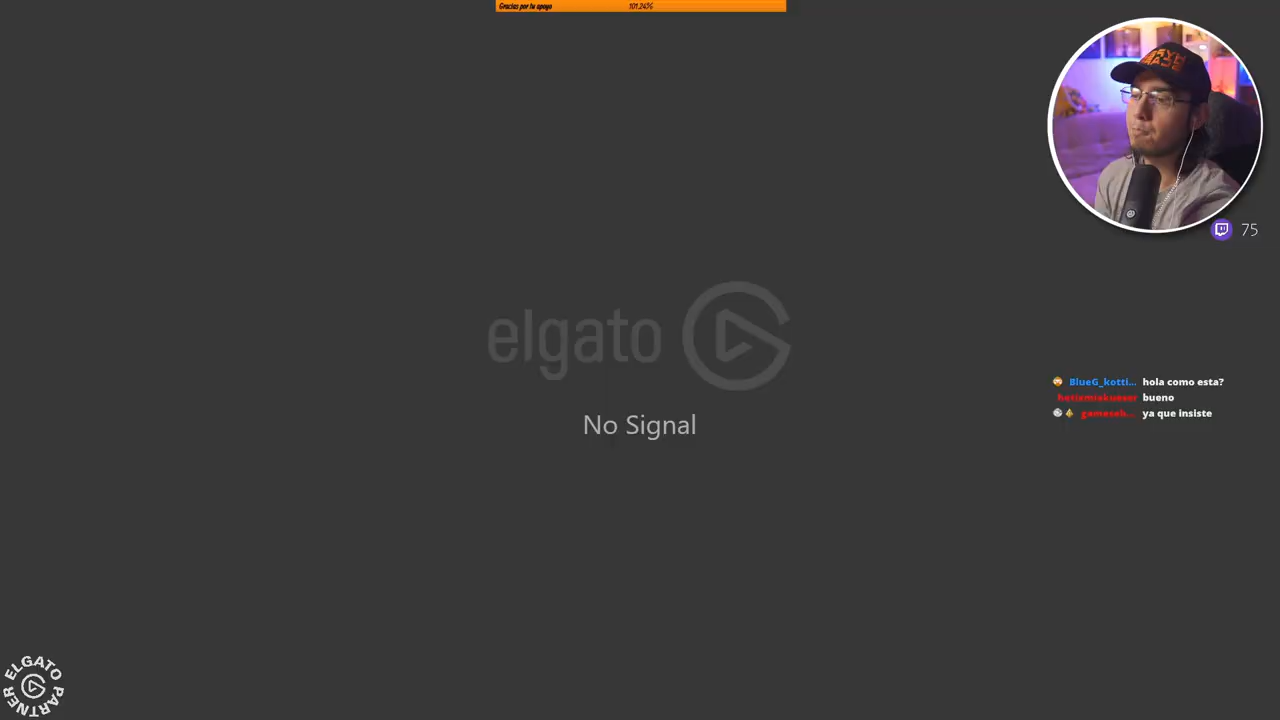 Gracias por tu apoyo 101.24%
75
elgato
BlueG_kotti... hola como esta?
bueno
ya que insiste
No Signal
ELGATO PARTNER